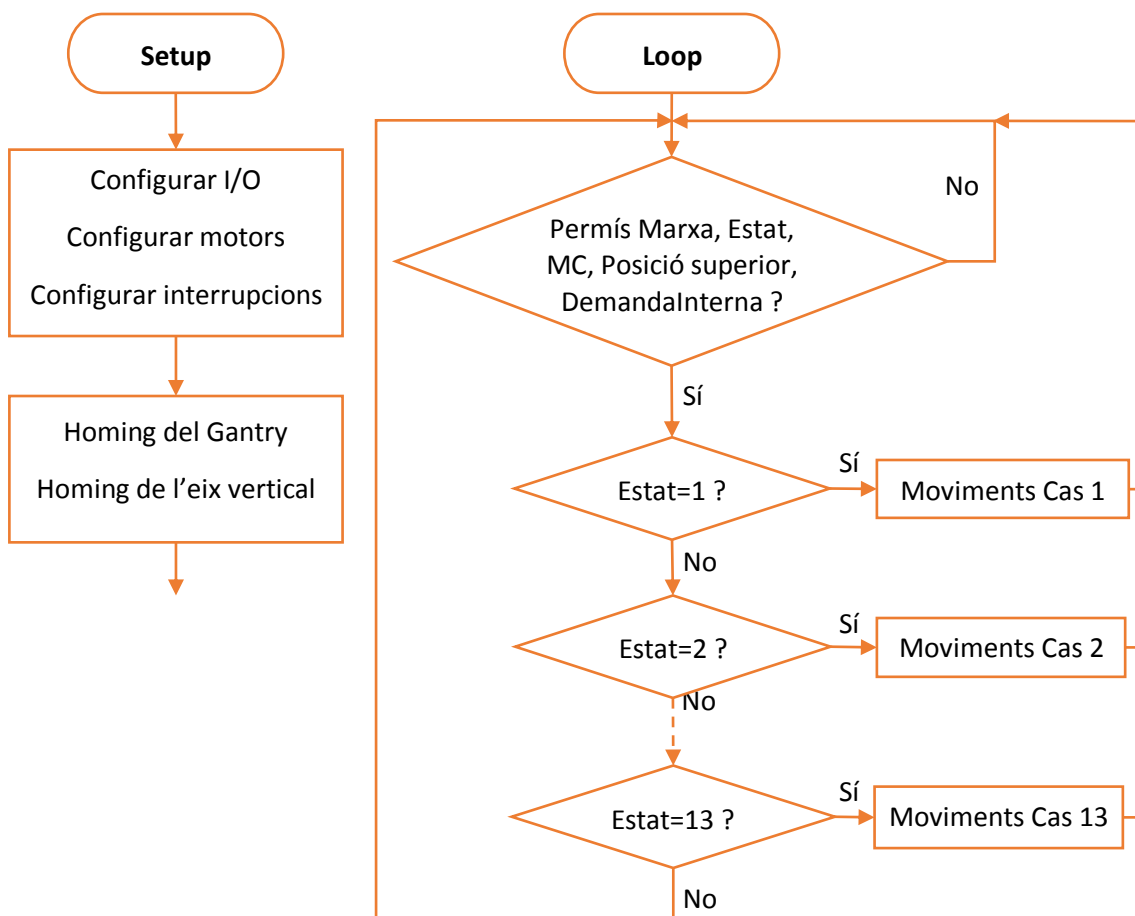 Setup
Configurar I/O
Configurar motors
Configurar interrupcions
Homing del Gantry
Homing de l’eix vertical
Loop
Permís Marxa, Estat,
MC, Posició superior,
DemandaInterna ?
No
Sí
Estat=1 ?
Sí
Moviments Cas 1
No
Estat=2 ?
Sí
Moviments Cas 2
No
Estat=13 ?
Sí
Moviments Cas 13
No